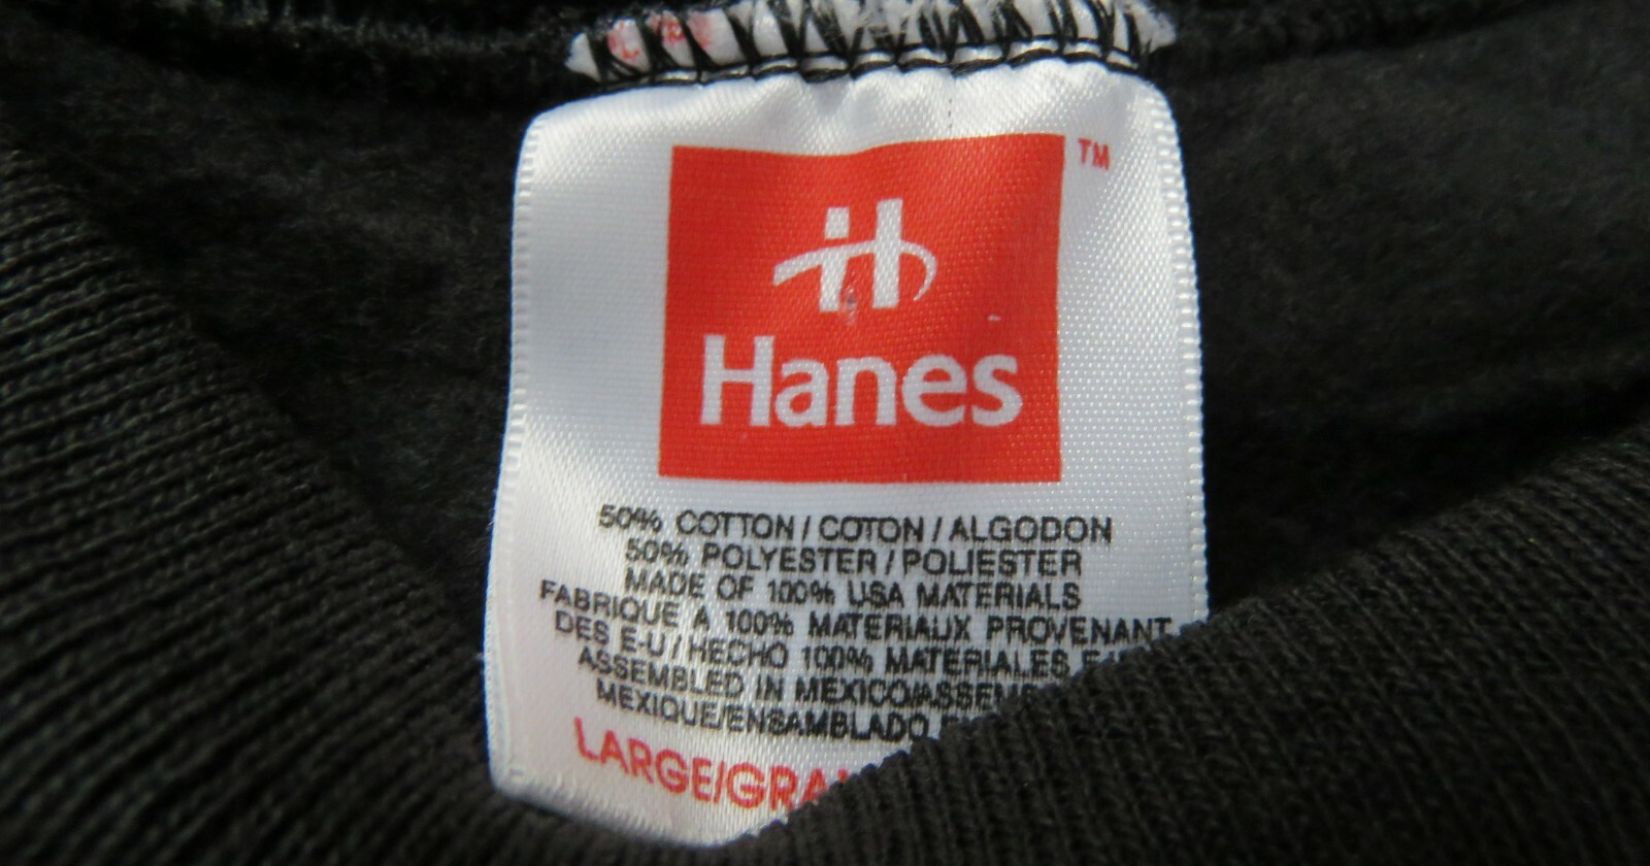 TM
Hanes
50% COTTON / COTON / ALGODON
50% POLYESTER / POLIESTER
MADE OF 100% USA MATERIALS
FABRIQUE A 100% MATERIAUX PROVENANT
DES E-U / HECHO 100% MATERIALES
ASSEMBLED IN MEXICO/ASSEM
MEXIQUE/ENSAMBLADO
LARGE/GRA